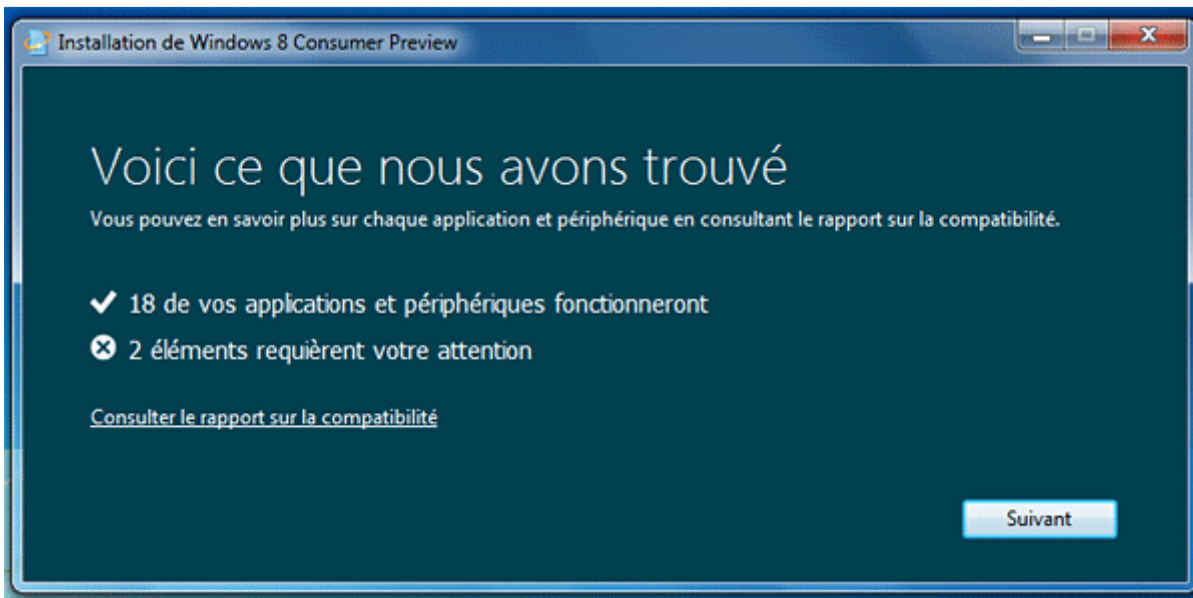 Installation de Windows 8 Consumer Preview
Voici ce que nous avons trouvé
Vous pouvez en savoir plus sur chaque application et périphérique en consultant le rapport sur la compatibilité.
18 de vos applications et périphériques fonctionneront
2 éléments requièrent votre attention
Consulter le rapport sur la compatibilité
Suivant